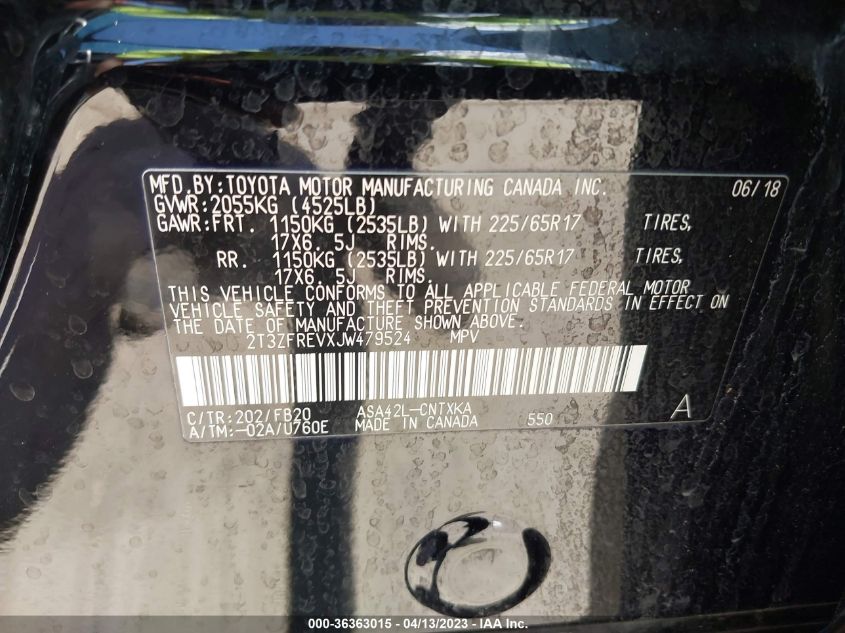 MFD.BY:TOYOTA MOTOR MANUFACTURING CANADA INC. 06/18
GVWR:2055KG (4525LB)
GAWR:FRT. 1150KG (2535LB) WITH 225/65R17 TIRES,
17X6.5J RIMS.
RR. 1150KG (2535LB) WITH 225/65R17 TIRES,
17X6.5J RIMS.
THIS VEHICLE CONFORMS TO ALL APPLICABLE FEDERAL MOTOR
VEHICLE SAFETY AND THEFT PREVENTION STANDARDS IN EFFECT ON
THE DATE OF MANUFACTURE SHOWN ABOVE.
2T3ZFREVXJW479524 MPV
C/TR:202/FB20 ASA42L-CNTXKA A
A/TM:-02A/U760E MADE IN CANADA 550
000-36363015 - 04/13/2023 - IAA Inc.